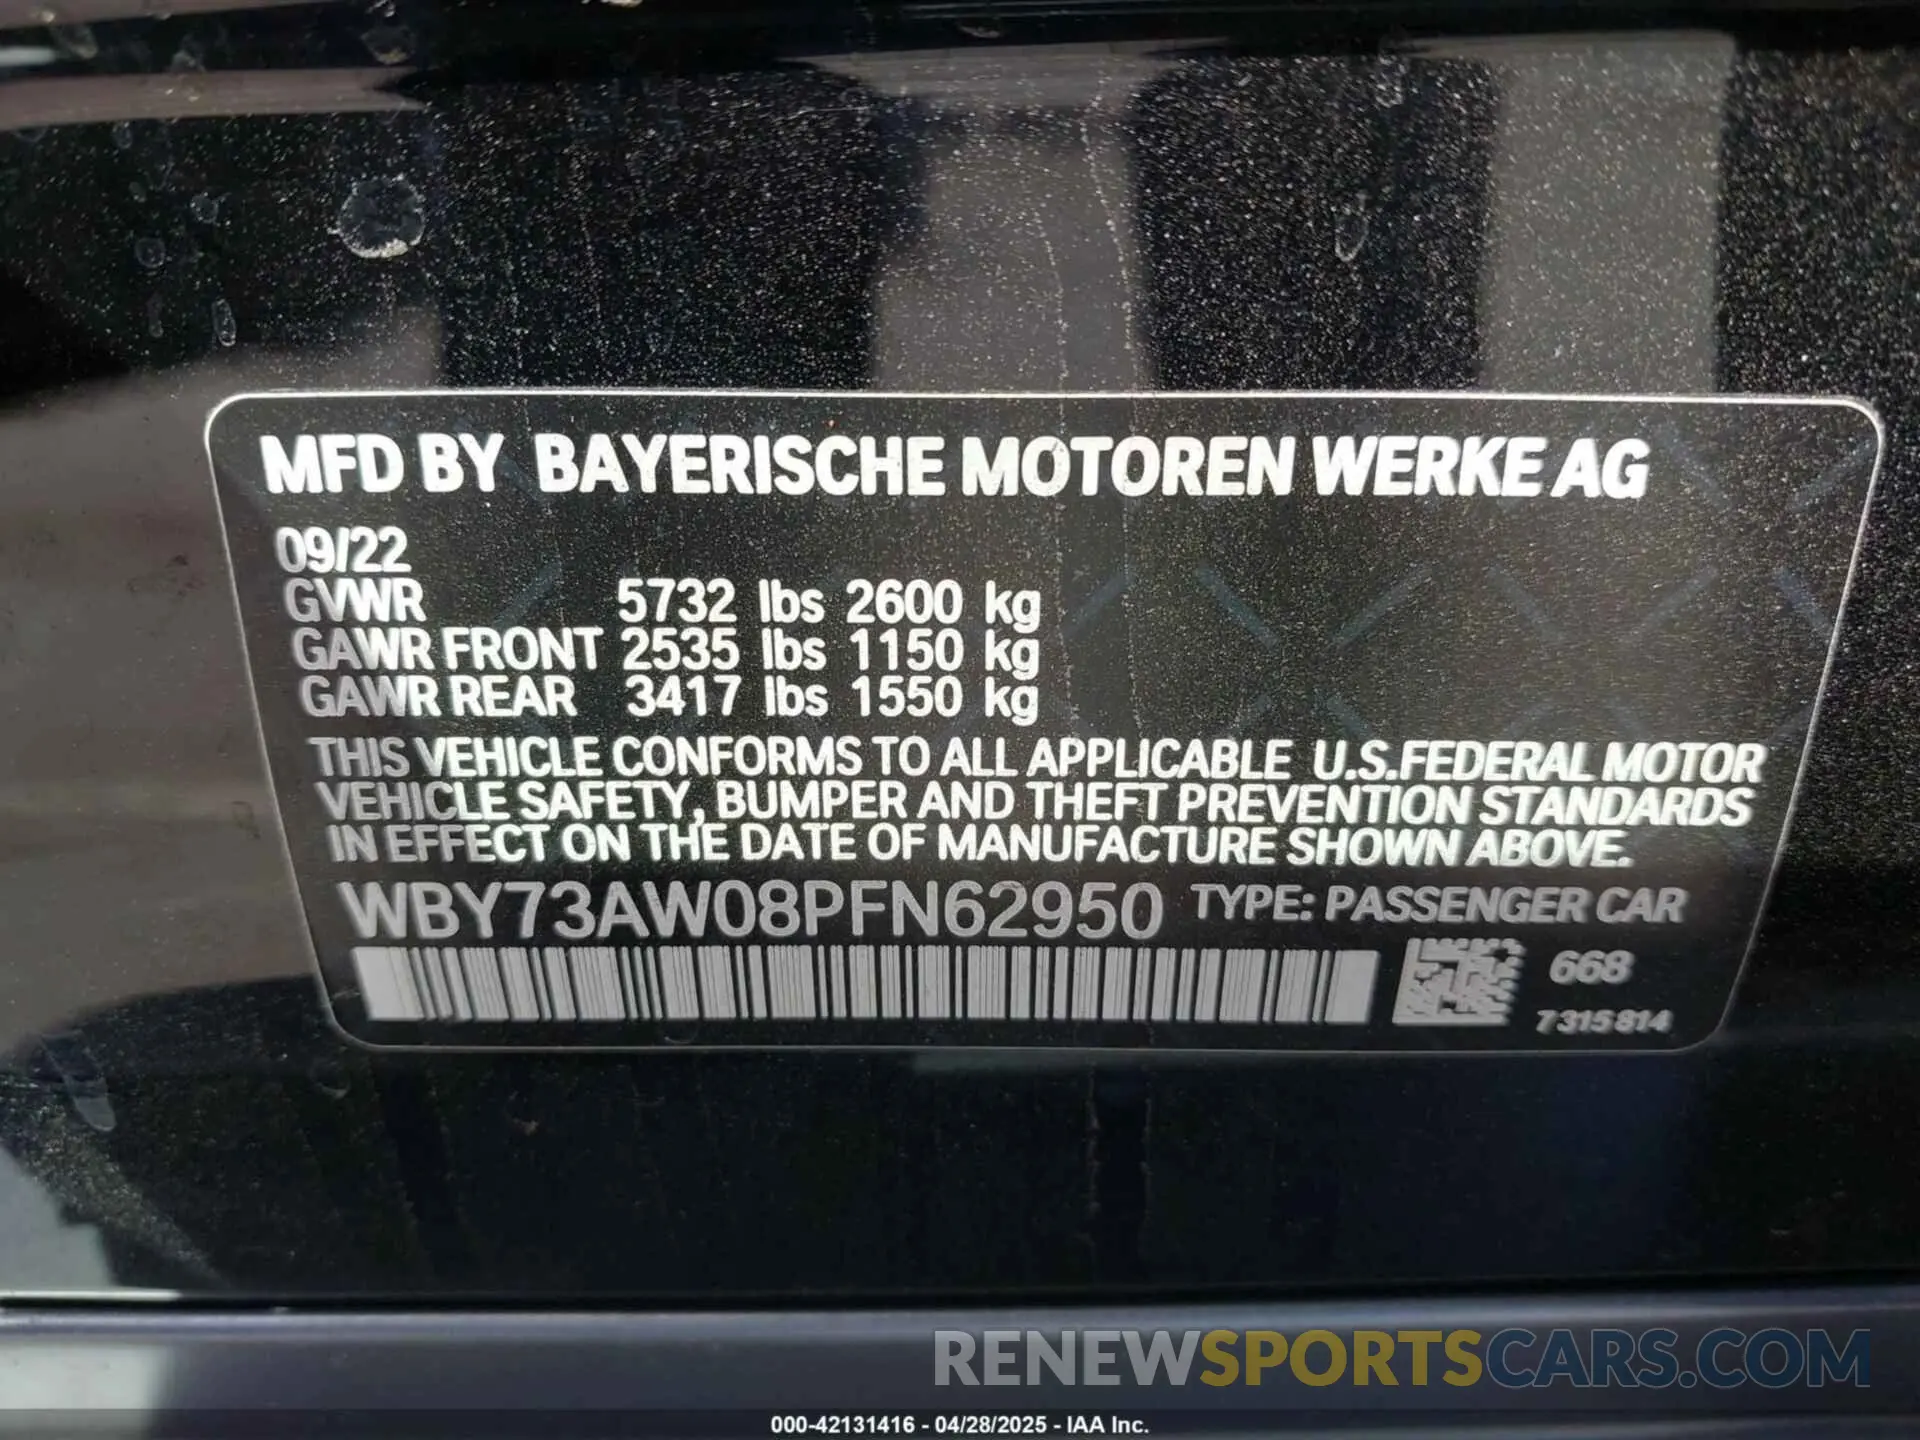 MFD BY BAYERISCHE MOTOREN WERKE AG
09/22
GVWR 5732 lbs 2600 kg
GAWR FRONT 2535 lbs 1150 kg
GAWR REAR 3417 lbs 1550 kg
THIS VEHICLE CONFORMS TO ALL APPLICABLE U.S.FEDERAL MOTOR
VEHICLE SAFETY, BUMPER AND THEFT PREVENTION STANDARDS
IN EFFECT ON THE DATE OF MANUFACTURE SHOWN ABOVE.
WBY73AW08PFN62950 TYPE: PASSENGER CAR
668
7315814
RENEWSPORTSCARS.COM
000-42131416 - 04/28/2025 - IAA Inc.